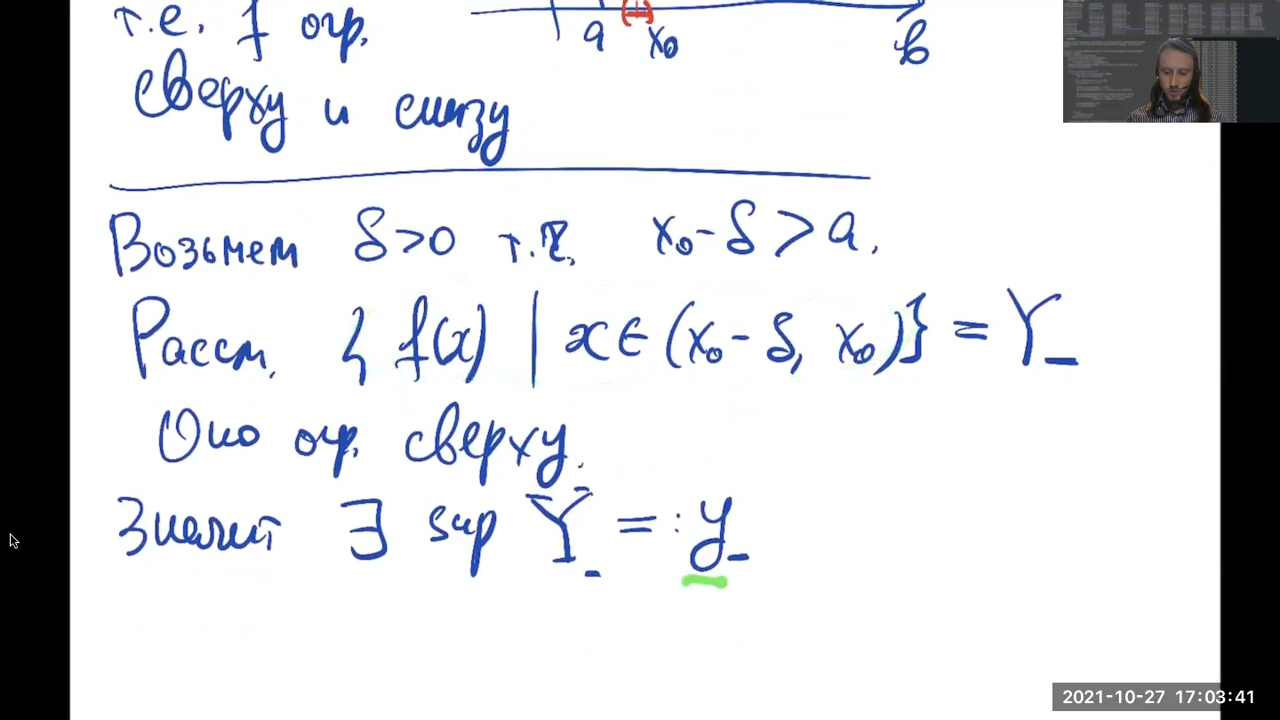 т.е. f огр.
a x₀ b
сверху и снизу
Возьмем δ>0 т.ч. x₀-δ>a.
Рассм. { f(x) | x∈(x₀-δ, x₀)} = Y₋
Оно огр. сверху.
Значит ∃ sup Y₋ =: y₋
2021-10-27 17:03:41